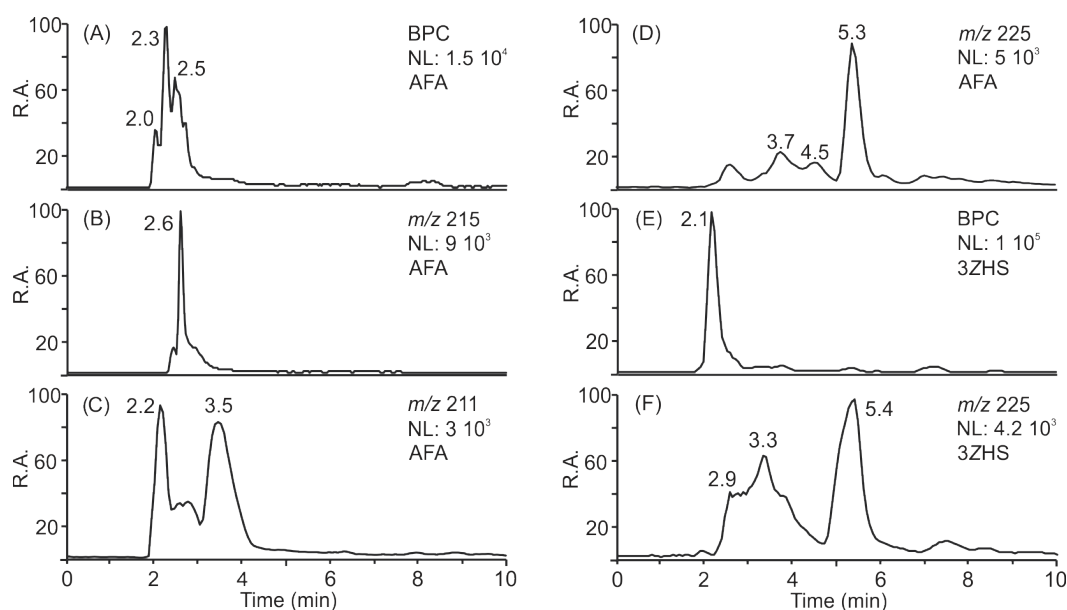 (A)
BPC
NL: 1.5 10⁴
AFA
2.3
2.5
2.0
R.A.
100
60
20
(B)
m/z 215
NL: 9 10³
AFA
2.6
R.A.
100
60
20
(C)
m/z 211
NL: 3 10³
AFA
2.2
3.5
R.A.
100
60
20
0 2 4 6 8 10
Time (min)
(D)
m/z 225
NL: 5 10³
AFA
5.3
3.7
4.5
R.A.
100
60
20
(E)
BPC
NL: 1 10⁵
3ZHS
2.1
R.A.
100
60
20
(F)
m/z 225
NL: 4.2 10³
3ZHS
5.4
3.3
2.9
R.A.
100
60
20
0 2 4 6 8 10
Time (min)